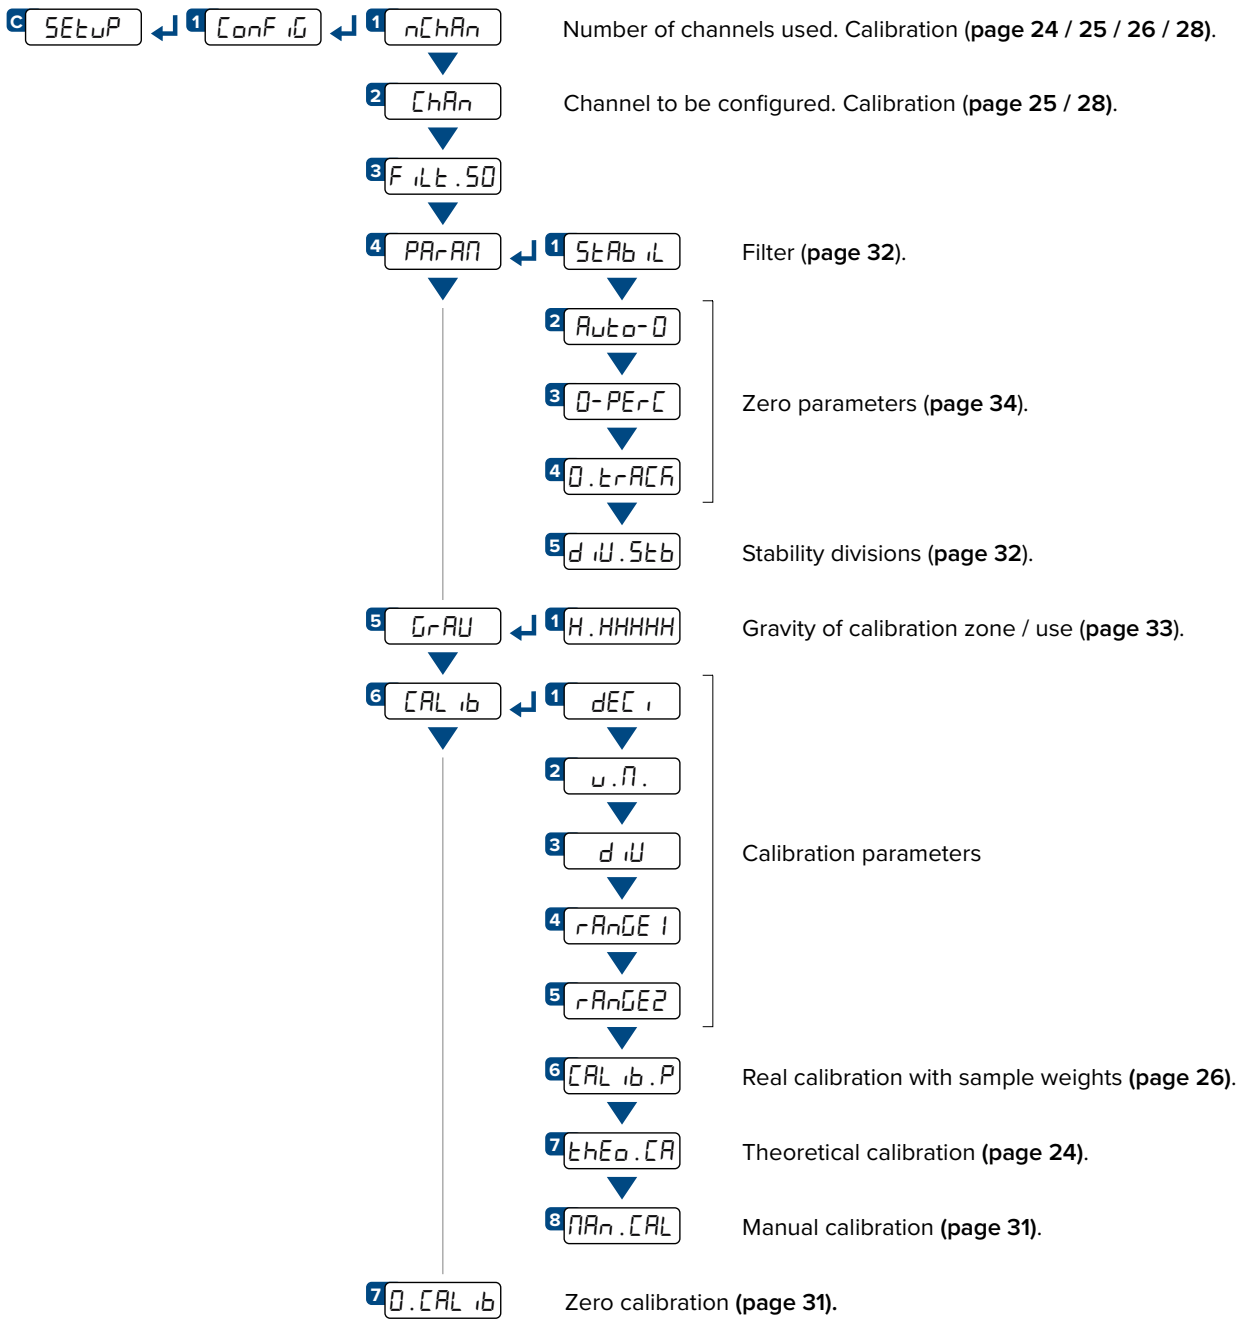 C SEtuP 1 ConFiG 1 nChAn Number of channels used. Calibration (page 24 / 25 / 26 / 28).
2 ChAn Channel to be configured. Calibration (page 25 / 28).
3 FiLt.50
4 PArAM 1 StAbiL Filter (page 32).
2 Auto-0
3 0-PErC Zero parameters (page 34).
4 0.trACK
5 diU.Stb Stability divisions (page 32).
5 GrAU 1 H.HHHHH Gravity of calibration zone / use (page 33).
6 CALib 1 dECi
2 u.M.
3 diU Calibration parameters
4 rAnGE1
5 rAnGE2
6 CALib.P Real calibration with sample weights (page 26).
7 thEo.CA Theoretical calibration (page 24).
8 MAn.CAL Manual calibration (page 31).
7 0.CALib Zero calibration (page 31).